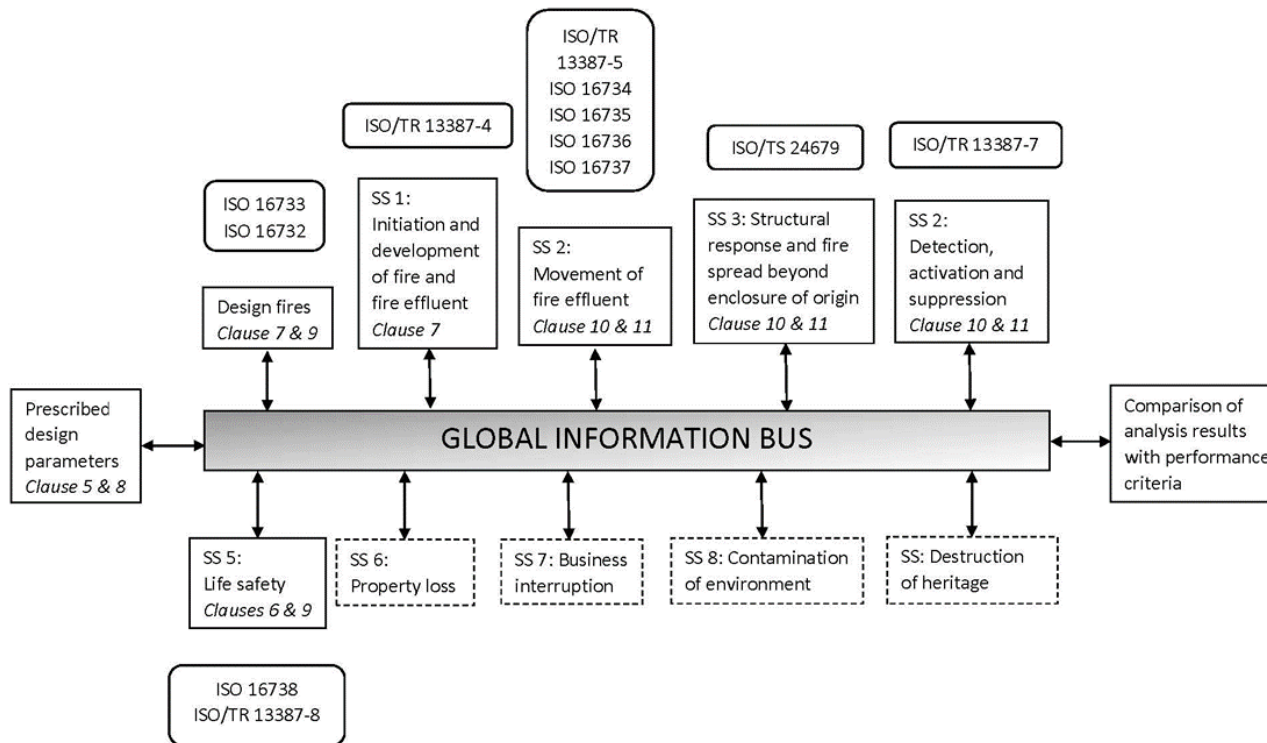 ISO/TR
13387-5
ISO 16734
ISO 16735
ISO 16736
ISO 16737
ISO/TR 13387-4
ISO/TS 24679
ISO/TR 13387-7
ISO 16733
ISO 16732
SS 1:
Initiation and
development
of fire and
fire effluent
Clause 7
SS 2:
Movement of
fire effluent
Clause 10 & 11
SS 3: Structural
response and fire
spread beyond
enclosure of origin
Clause 10 & 11
SS 2:
Detection,
activation and
suppression
Clause 10 & 11
Design fires
Clause 7 & 9
Prescribed
design
parameters
Clause 5 & 8
GLOBAL INFORMATION BUS
Comparison of
analysis results
with performance
criteria
SS 5:
Life safety
Clauses 6 & 9
SS 6:
Property loss
SS 7: Business
interruption
SS 8: Contamination
of environment
SS: Destruction
of heritage
ISO 16738
ISO/TR 13387-8